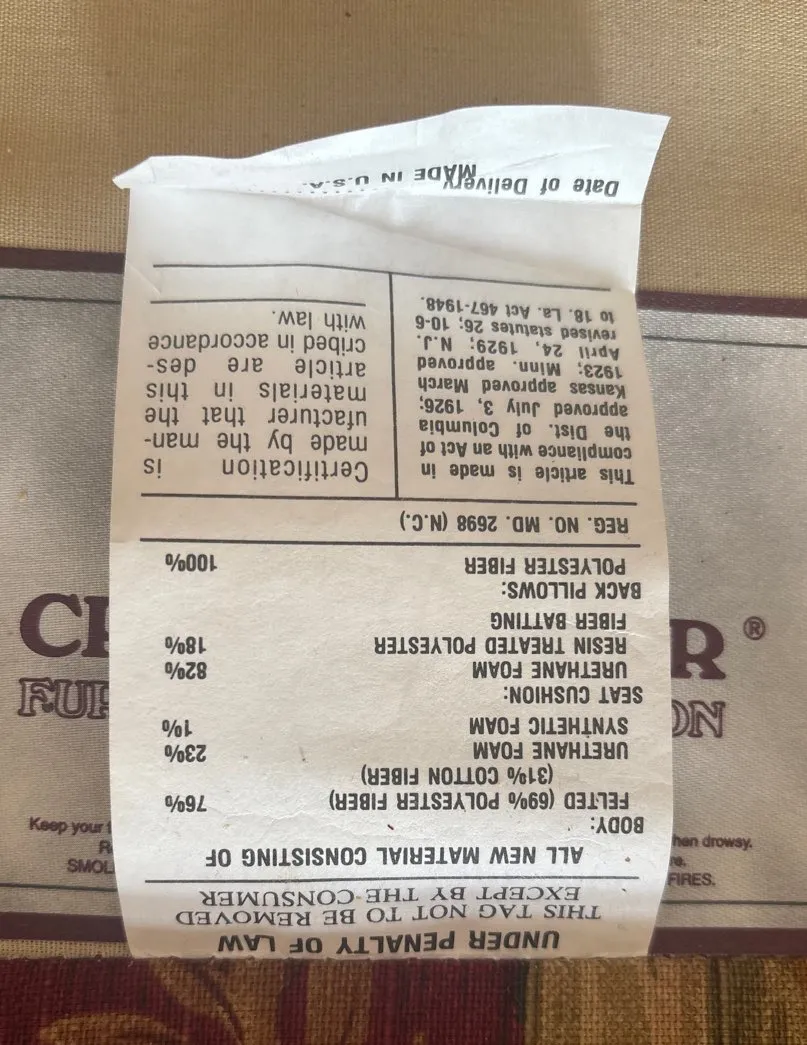 UNDER PENALTY OF LAW
THIS TAG NOT TO BE REMOVED
EXCEPT BY THE CONSUMER
ALL NEW MATERIAL CONSISTING OF
BODY:
FELTED (69% POLYESTER FIBER) 76%
(31% COTTON FIBER)
URETHANE FOAM 23%
SYNTHETIC FOAM 1%
SEAT CUSHION:
URETHANE FOAM 82%
RESIN TREATED POLYESTER 18%
FIBER BATTING
BACK PILLOWS:
POLYESTER FIBER 100%
REG. NO. MD. 2698 (N.C.)
This article is made in
compliance with an Act of
the Dist. of Columbia
approved July 3, 1926;
Kansas approved March
1923; Minn. approved
April 24, 1929; N.J.
revised statutes 26; 10-6
to 18. La. Act 467-1948.
Certification is
made by the man-
ufacturer that the
materials in this
article are des-
cribed in accordance
with law.
Date of Delivery
MADE IN U.S.A.
R ®
ON
Keep your
hen drowsy.
re.
SMOL
FIRES.